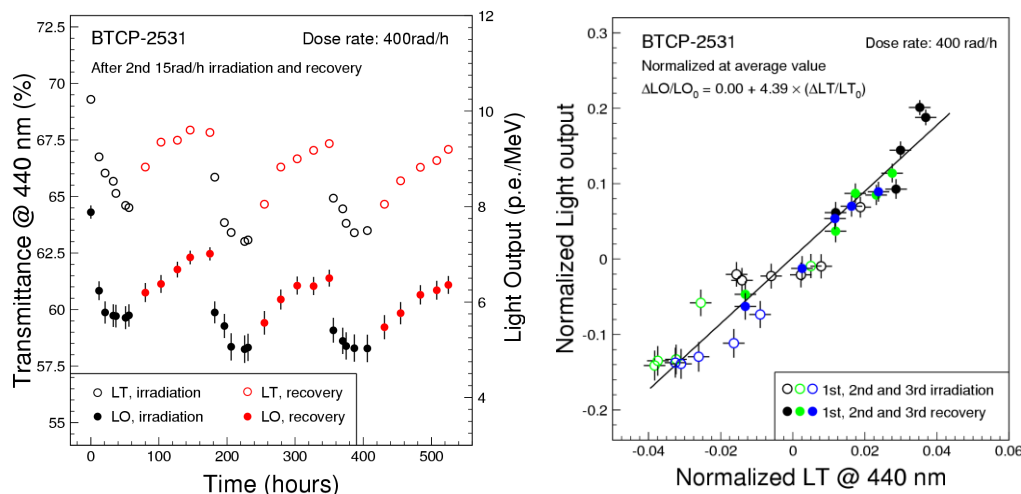 BTCP-2531
Dose rate: 400rad/h
After 2nd 15rad/h irradiation and recovery
Transmittance @ 440 nm (%)
72.5
70
67.5
65
62.5
60
57.5
55
Light Output (p.e./MeV)
12
10
8
6
4
LT, irradiation
LT, recovery
LO, irradiation
LO, recovery
0
100
200
300
400
500
Time (hours)
BTCP-2531
Dose rate: 400 rad/h
Normalized at average value
ΔLO/LO₀ = 0.00 + 4.39 × (ΔLT/LT₀)
Normalized Light output
0.2
0.1
0
-0.1
-0.2
1st, 2nd and 3rd irradiation
1st, 2nd and 3rd recovery
-0.04
-0.02
0
0.02
0.04
0.06
Normalized LT @ 440 nm